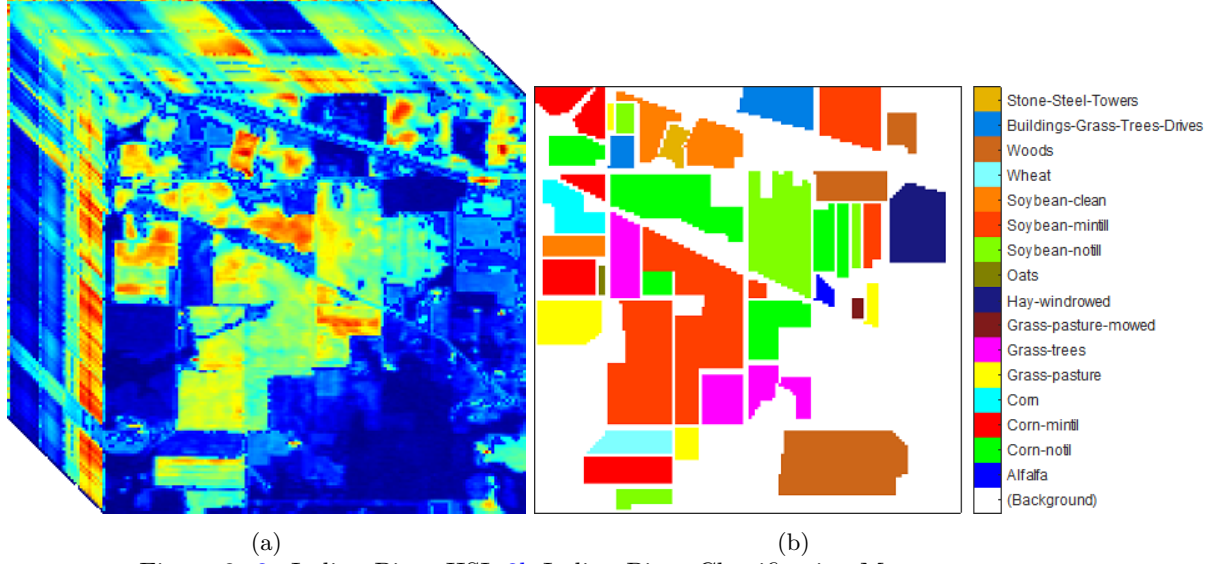 Stone-Steel-Towers
Buildings-Grass-Trees-Drives
Woods
Wheat
Soybean-clean
Soybean-mintill
Soybean-notill
Oats
Hay-windrowed
Grass-pasture-mowed
Grass-trees
Grass-pasture
Corn
Corn-mintil
Corn-notil
Alfalfa
(Background)
(a)
(b)